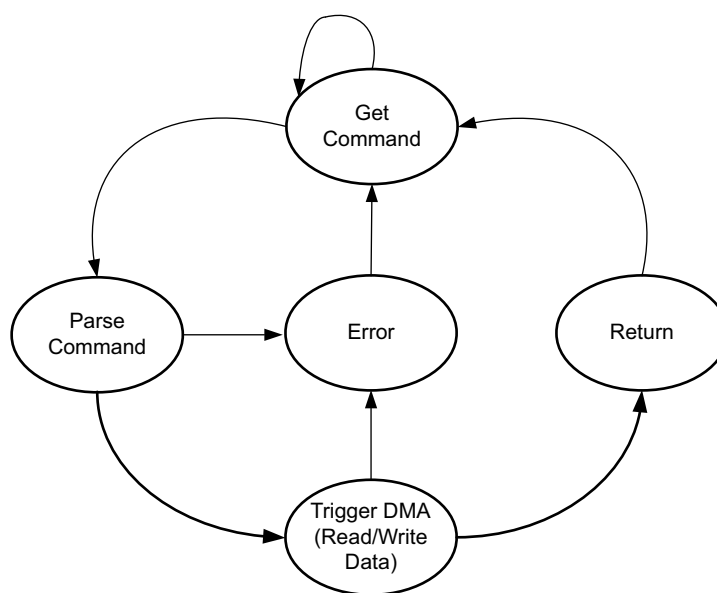 Get
Command
Parse
Command
Error
Return
Trigger DMA
(Read/Write
Data)